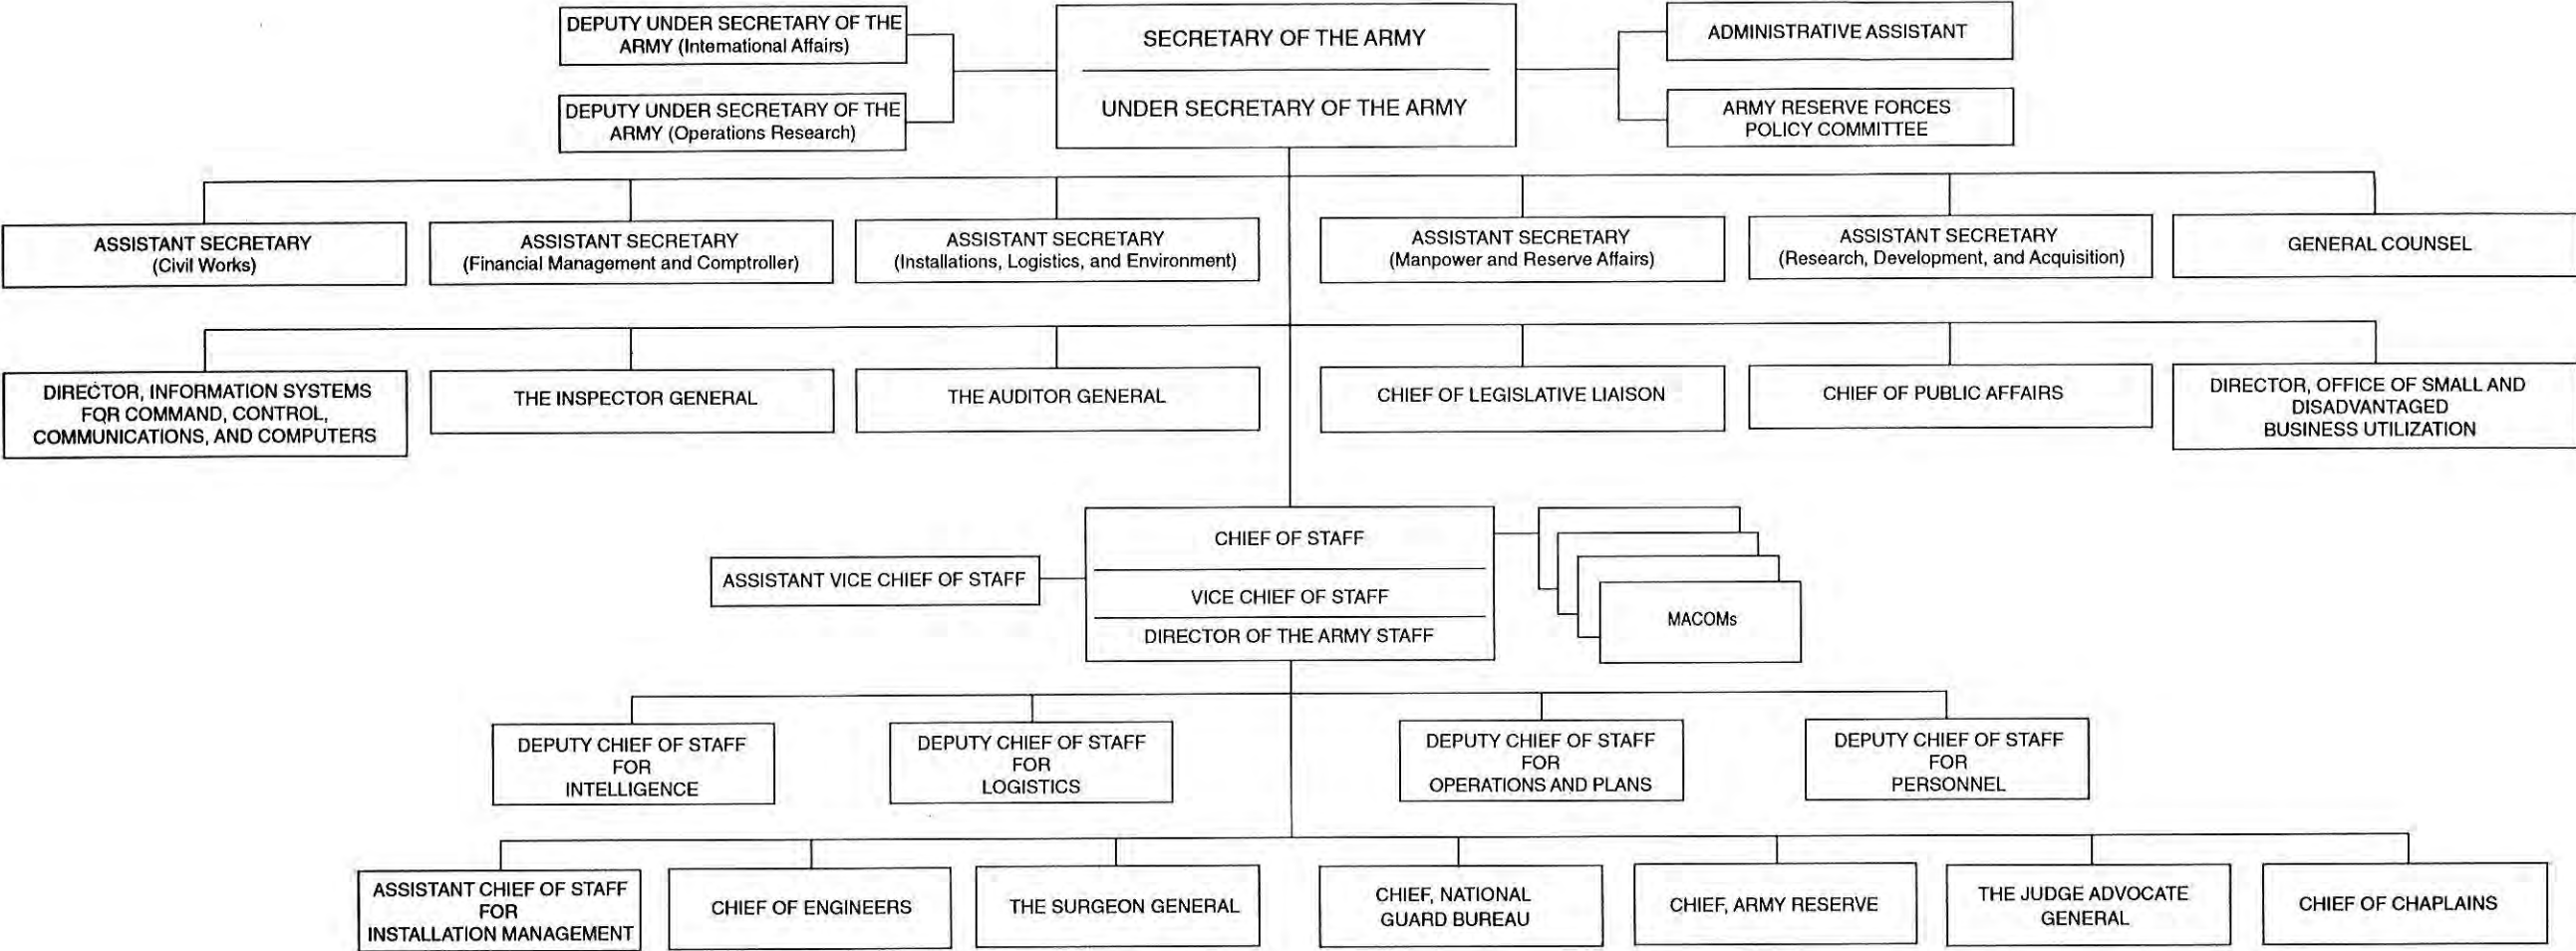 DEPUTY UNDER SECRETARY OF THE
ARMY (International Affairs)
SECRETARY OF THE ARMY
ADMINISTRATIVE ASSISTANT
DEPUTY UNDER SECRETARY OF THE
ARMY (Operations Research)
UNDER SECRETARY OF THE ARMY
ARMY RESERVE FORCES
POLICY COMMITTEE
ASSISTANT SECRETARY
(Civil Works)
ASSISTANT SECRETARY
(Financial Management and Comptroller)
ASSISTANT SECRETARY
(Installations, Logistics, and Environment)
ASSISTANT SECRETARY
(Manpower and Reserve Affairs)
ASSISTANT SECRETARY
(Research, Development, and Acquisition)
GENERAL COUNSEL
DIRECTOR, INFORMATION SYSTEMS
FOR COMMAND, CONTROL,
COMMUNICATIONS, AND COMPUTERS
THE INSPECTOR GENERAL
THE AUDITOR GENERAL
CHIEF OF LEGISLATIVE LIAISON
CHIEF OF PUBLIC AFFAIRS
DIRECTOR, OFFICE OF SMALL AND
DISADVANTAGED
BUSINESS UTILIZATION
CHIEF OF STAFF
ASSISTANT VICE CHIEF OF STAFF
VICE CHIEF OF STAFF
DIRECTOR OF THE ARMY STAFF
MACOMs
DEPUTY CHIEF OF STAFF
FOR
INTELLIGENCE
DEPUTY CHIEF OF STAFF
FOR
LOGISTICS
DEPUTY CHIEF OF STAFF
FOR
OPERATIONS AND PLANS
DEPUTY CHIEF OF STAFF
FOR
PERSONNEL
ASSISTANT CHIEF OF STAFF
FOR
INSTALLATION MANAGEMENT
CHIEF OF ENGINEERS
THE SURGEON GENERAL
CHIEF, NATIONAL
GUARD BUREAU
CHIEF, ARMY RESERVE
THE JUDGE ADVOCATE
GENERAL
CHIEF OF CHAPLAINS